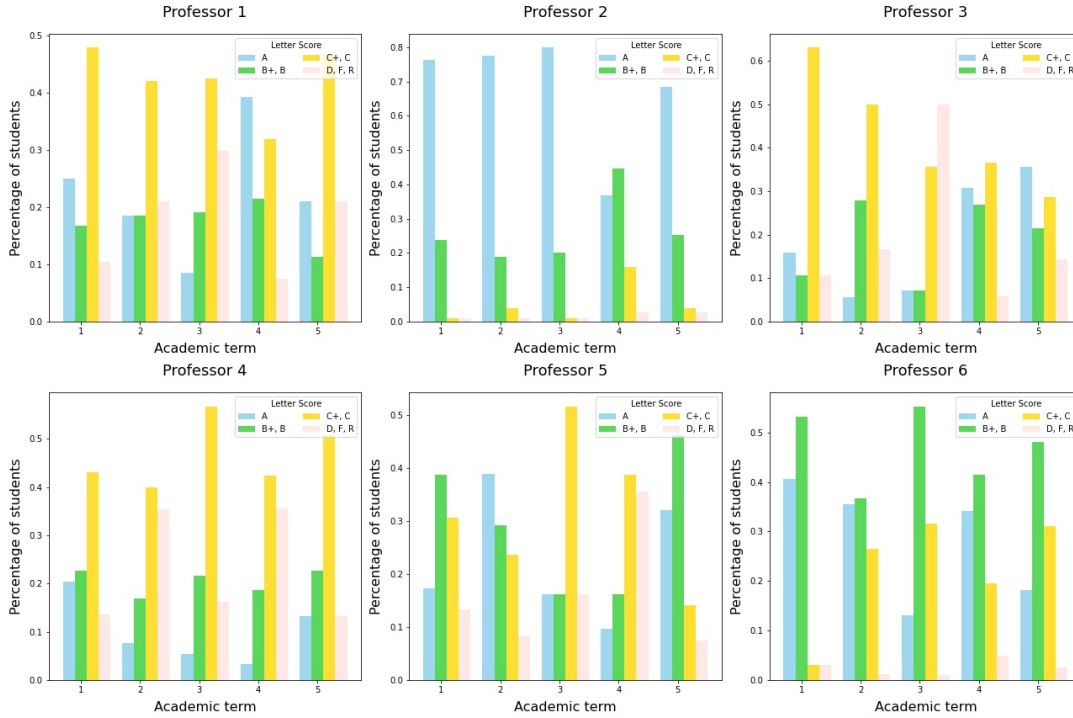 Professor 1
Professor 2
Professor 3
Letter Score
A
C+, C
B+, B
D, F, R
Percentage of students
0.5
0.4
0.3
0.2
0.1
0.0
1 2 3 4 5
Academic term
Letter Score
A
C+, C
B+, B
D, F, R
Percentage of students
0.8
0.7
0.6
0.5
0.4
0.3
0.2
0.1
0.0
1 2 3 4 5
Academic term
Letter Score
A
C+, C
B+, B
D, F, R
Percentage of students
0.6
0.5
0.4
0.3
0.2
0.1
0.0
1 2 3 4 5
Academic term
Professor 4
Professor 5
Professor 6
Letter Score
A
C+, C
B+, B
D, F, R
Percentage of students
0.5
0.4
0.3
0.2
0.1
0.0
1 2 3 4 5
Academic term
Letter Score
A
C+, C
B+, B
D, F, R
Percentage of students
0.5
0.4
0.3
0.2
0.1
0.0
1 2 3 4 5
Academic term
Letter Score
A
C+, C
B+, B
D, F, R
Percentage of students
0.5
0.4
0.3
0.2
0.1
0.0
1 2 3 4 5
Academic term